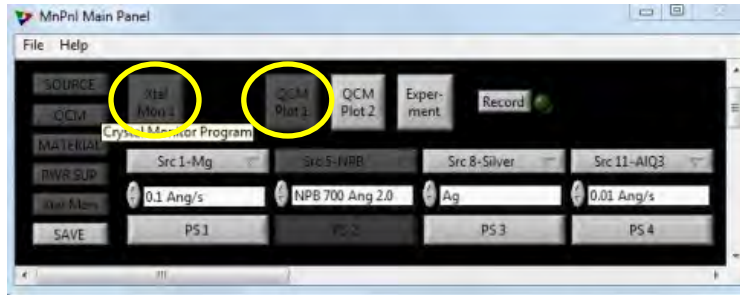 MnPnl Main Panel
File Help
SOURCE
QCM
MATERIAL
PWR SUP
Xtal Mon
SAVE
Xtal
Mon 1
QCM
Plot 1
QCM
Plot 2
Exper-
ment
Record
Crystal Monitor Program
Src 1-Mg
Src 5-NPB
Src 8-Silver
Src 11-AlQ3
0.1 Ang/s
NPB 700 Ang 2.0
Ag
0.01 Ang/s
PS 1
PS 2
PS 3
PS 4